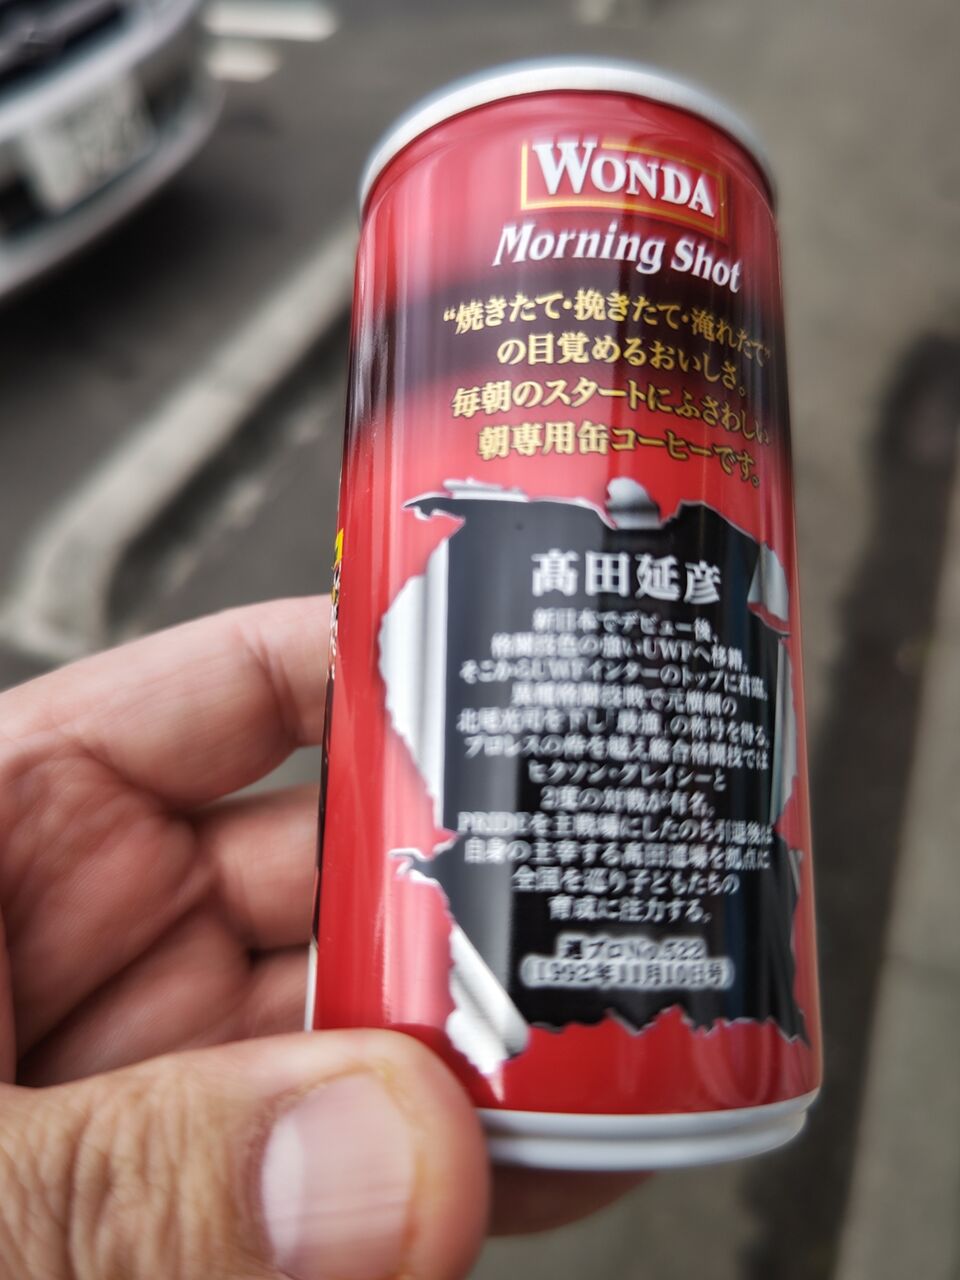 WONDA
Morning Shot
“焼きたて・挽きたて・淹れたて”
の目覚めるおいしさ。
毎朝のスタートにふさわしい
朝専用缶コーヒーです。
髙田延彦
新日本でデビュー後、
格闘技色の強いUWFへ移籍。
そこからUWFインターのトップに君臨。
異種格闘技戦で元横綱の
北尾光司を下し「最強」の称号を得る。
プロレスの枠を越え総合格闘技では
ヒクソン・グレイシーと
2度の対戦が有名。
PRIDEを主戦場にしたのち引退後は
自身の主宰する髙田道場を拠点に
全国を巡り子どもたちの
育成に注力する。
週プロNo.522
(1992年11月10日号)